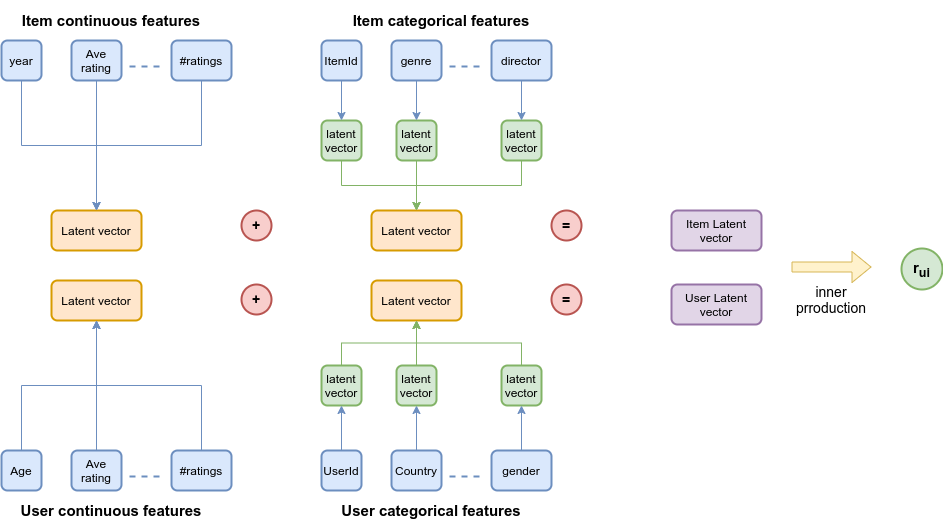 Item continuous features
Item categorical features
year
Ave
rating
#ratings
ItemId
genre
director
latent
vector
latent
vector
latent
vector
Latent vector
+
Latent vector
=
Item Latent
vector
Latent vector
+
Latent vector
=
User Latent
vector
inner
prroduction
rui
latent
vector
latent
vector
latent
vector
Age
Ave
rating
#ratings
UserId
Country
gender
User continuous features
User categorical features